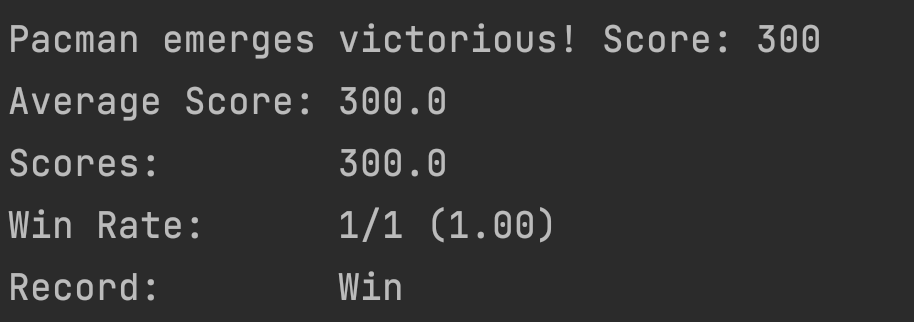 Pacman emerges victorious! Score: 300
Average Score: 300.0
Scores:        300.0
Win Rate:      1/1 (1.00)
Record:        Win